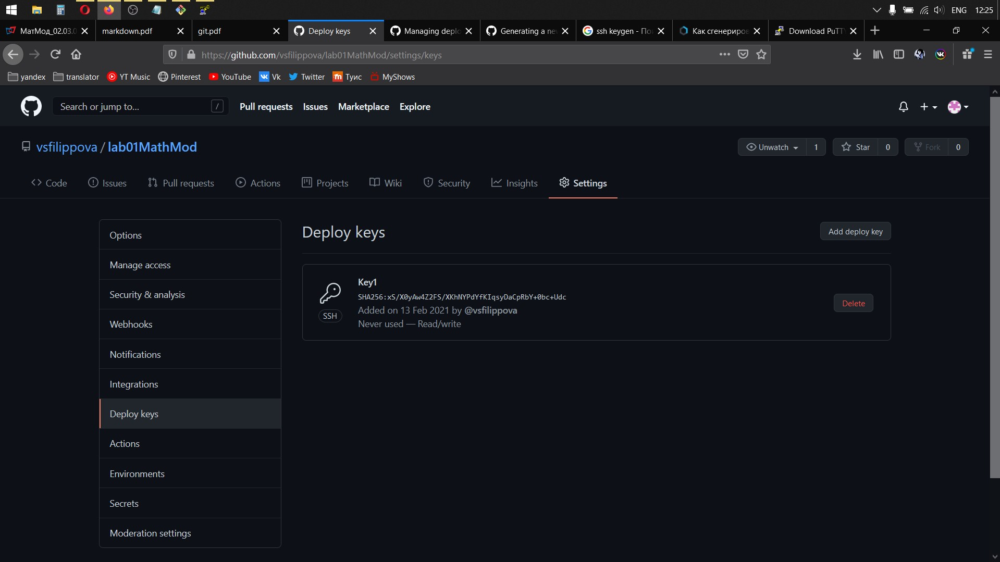 ENG 12:25
МатМод_02.03.0
markdown.pdf
git.pdf
Deploy keys
Managing deplo
Generating a ne
ssh keygen - По
Как сгенериров
Download PuTT
https://github.com/vsfilippova/lab01MathMod/settings/keys
yandex translator YT Music Pinterest YouTube Vk Twitter Туис MyShows
Search or jump to... /
Pull requests Issues Marketplace Explore
vsfilippova / lab01MathMod
Unwatch 1 Star 0 Fork 0
Code Issues Pull requests Actions Projects Wiki Security Insights Settings
Options
Manage access
Security & analysis
Webhooks
Notifications
Integrations
Deploy keys
Actions
Environments
Secrets
Moderation settings
Deploy keys
Add deploy key
Key1
SHA256:xS/X0yAw4Z2FS/XKhNYPdYfKIqsyDaCpRbY+0bc+Udc
Added on 13 Feb 2021 by @vsfilippova
Never used — Read/write
SSH
Delete